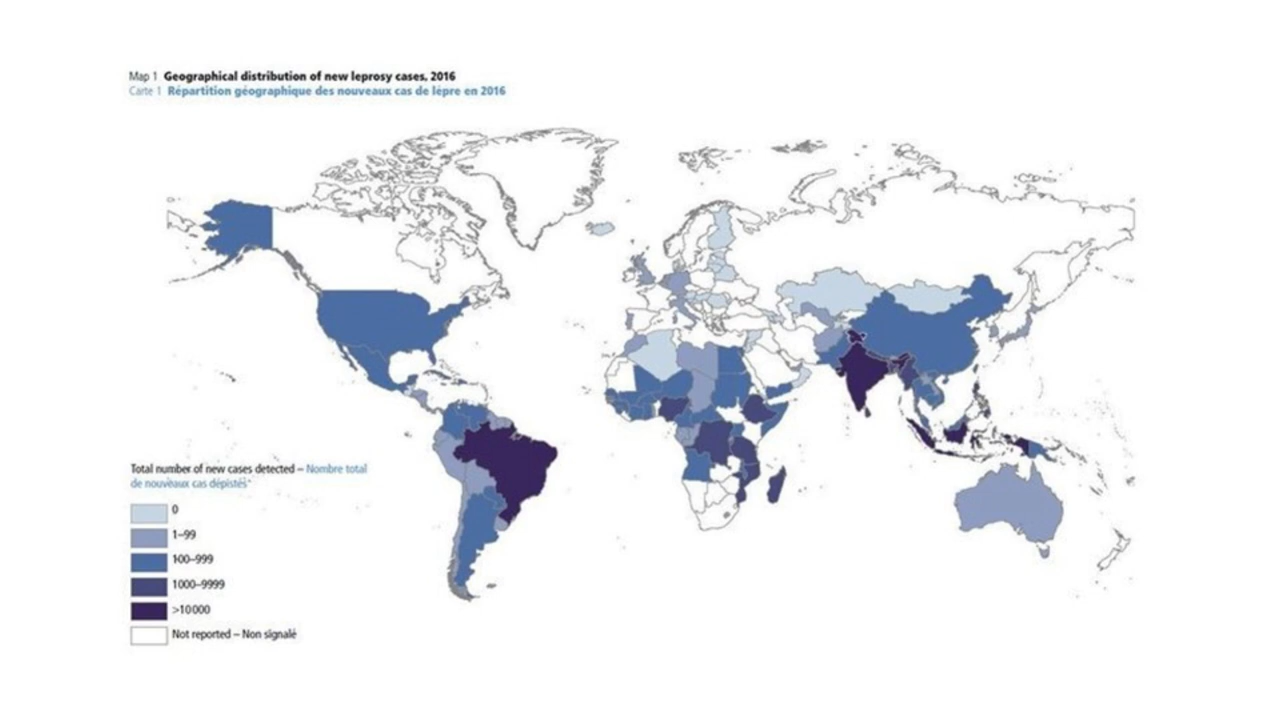 Map 1 Geographical distribution of new leprosy cases, 2016
Carte 1 Répartition géographique des nouveaux cas de lèpre en 2016
Total number of new cases detected – Nombre total
de nouveaux cas dépistés*
0
1–99
100–999
1000–9999
>10 000
Not reported – Non signalé